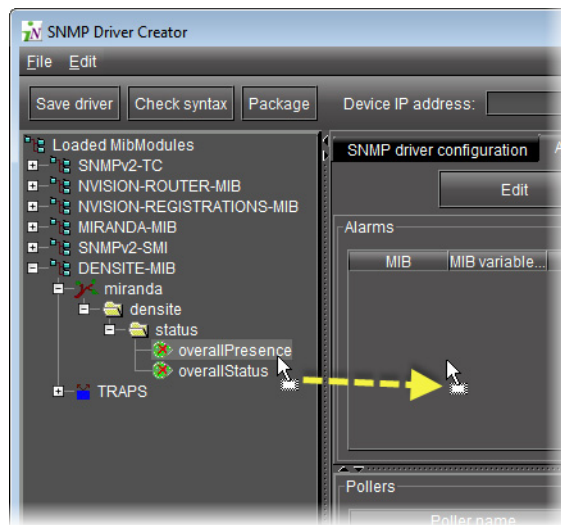 SNMP Driver Creator
File Edit
Save driver Check syntax Package Device IP address:
Loaded MibModules
SNMPv2-TC
NVISION-ROUTER-MIB
NVISION-REGISTRATIONS-MIB
MIRANDA-MIB
SNMPv2-SMI
DENSITE-MIB
miranda
densite
status
overallPresence
overallStatus
TRAPS
SNMP driver configuration A
Edit
Alarms
MIB MIB variable...
Pollers
Poller name